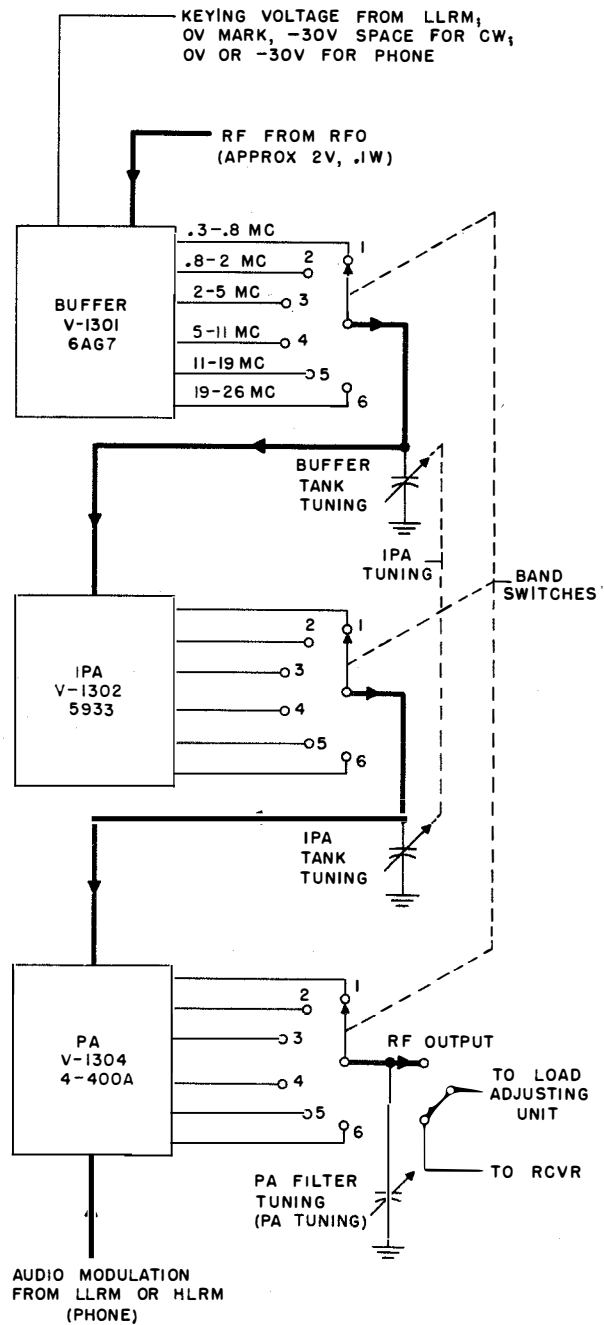 KEYING VOLTAGE FROM LLRM;
0V MARK, -30V SPACE FOR CW;
0V OR -30V FOR PHONE
RF FROM RFO
(APPROX 2V, .1W)
BUFFER
V-1301
6AG7
.3-.8 MC
.8-2 MC
2-5 MC
5-11 MC
11-19 MC
19-26 MC
1
2
3
4
5
6
BUFFER
TANK
TUNING
IPA
TUNING
BAND
SWITCHES
IPA
V-1302
5933
1
2
3
4
5
6
IPA
TANK
TUNING
PA
V-1304
4-400A
1
2
3
4
5
6
RF OUTPUT
TO LOAD
ADJUSTING
UNIT
TO RCVR
PA FILTER
TUNING
(PA TUNING)
AUDIO MODULATION
FROM LLRM OR HLRM
(PHONE)